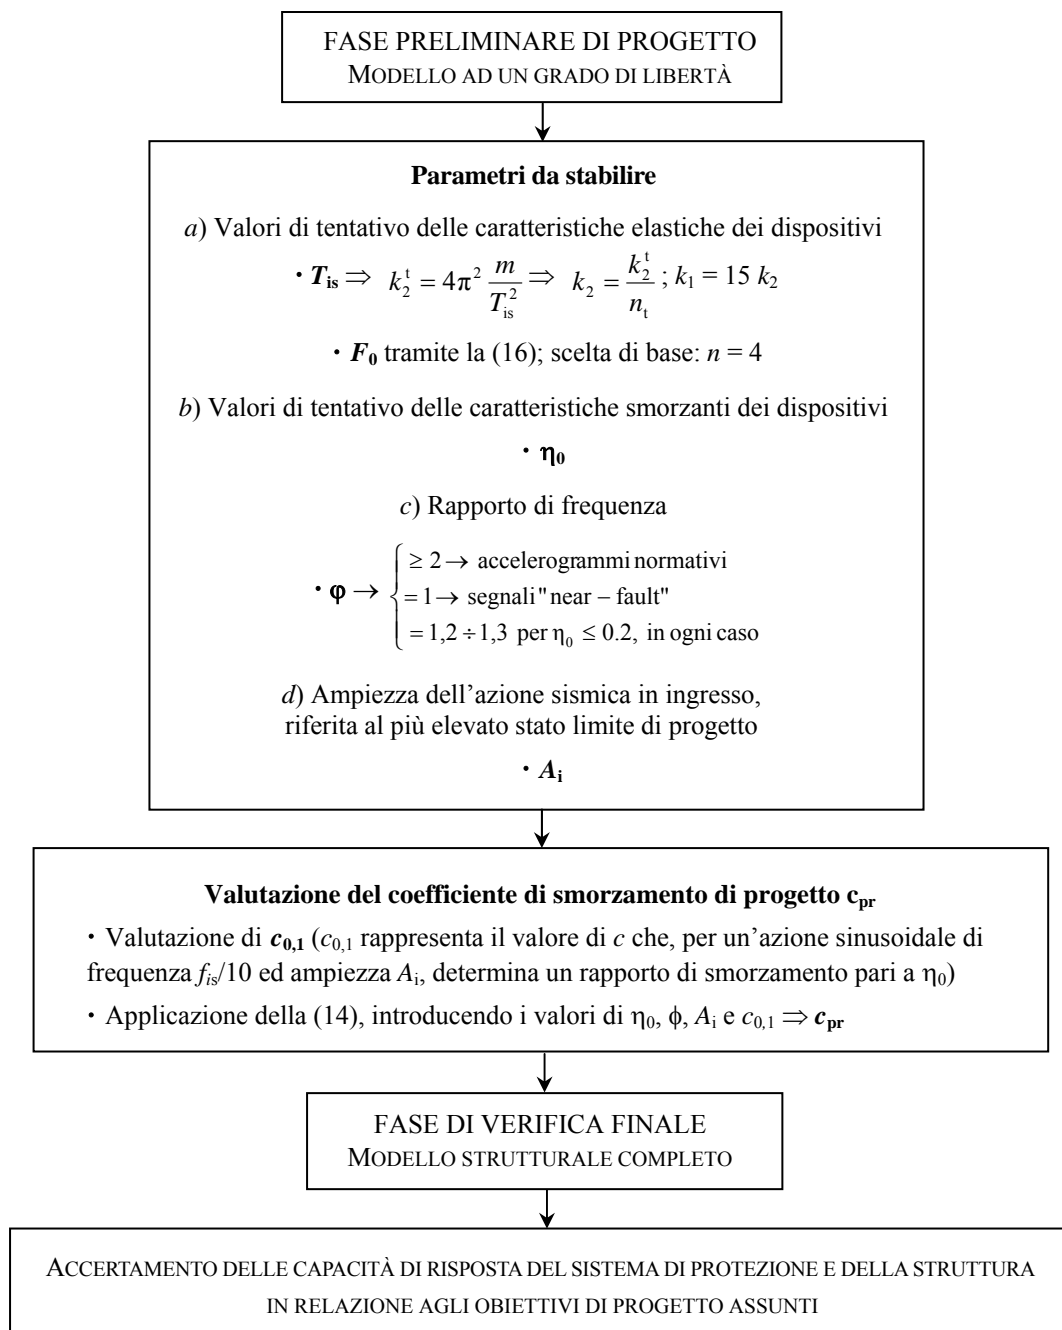 FASE PRELIMINARE DI PROGETTO
MODELLO AD UN GRADO DI LIBERTÀ
Parametri da stabilire
a) Valori di tentativo delle caratteristiche elastiche dei dispositivi
· T_is ⇒ k_2^t = 4π² m/T_is² ⇒ k_2 = k_2^t/n_t ; k_1 = 15 k_2
· F_0 tramite la (16); scelta di base: n = 4
b) Valori di tentativo delle caratteristiche smorzanti dei dispositivi
· η_0
c) Rapporto di frequenza
· φ → { ≥ 2 → accelerogrammi normativi
= 1 → segnali "near – fault"
= 1,2 ÷ 1,3 per η_0 ≤ 0.2, in ogni caso
d) Ampiezza dell'azione sismica in ingresso,
riferita al più elevato stato limite di progetto
· A_i
Valutazione del coefficiente di smorzamento di progetto c_pr
· Valutazione di c_0,1 (c_0,1 rappresenta il valore di c che, per un'azione sinusoidale di
frequenza f_is/10 ed ampiezza A_i, determina un rapporto di smorzamento pari a η_0)
· Applicazione della (14), introducendo i valori di η_0, ϕ, A_i e c_0,1 ⇒ c_pr
FASE DI VERIFICA FINALE
MODELLO STRUTTURALE COMPLETO
ACCERTAMENTO DELLE CAPACITÀ DI RISPOSTA DEL SISTEMA DI PROTEZIONE E DELLA STRUTTURA
IN RELAZIONE AGLI OBIETTIVI DI PROGETTO ASSUNTI